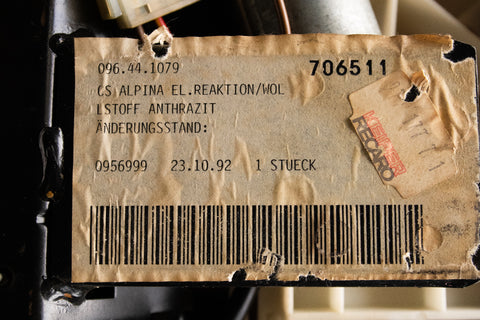 096.44.1079 706511
CS ALPINA EL.REAKTION/WOL
LSTOFF ANTHRAZIT
ÄNDERUNGSSTAND:
0956999 23.10.92 1 STUECK
RECARO